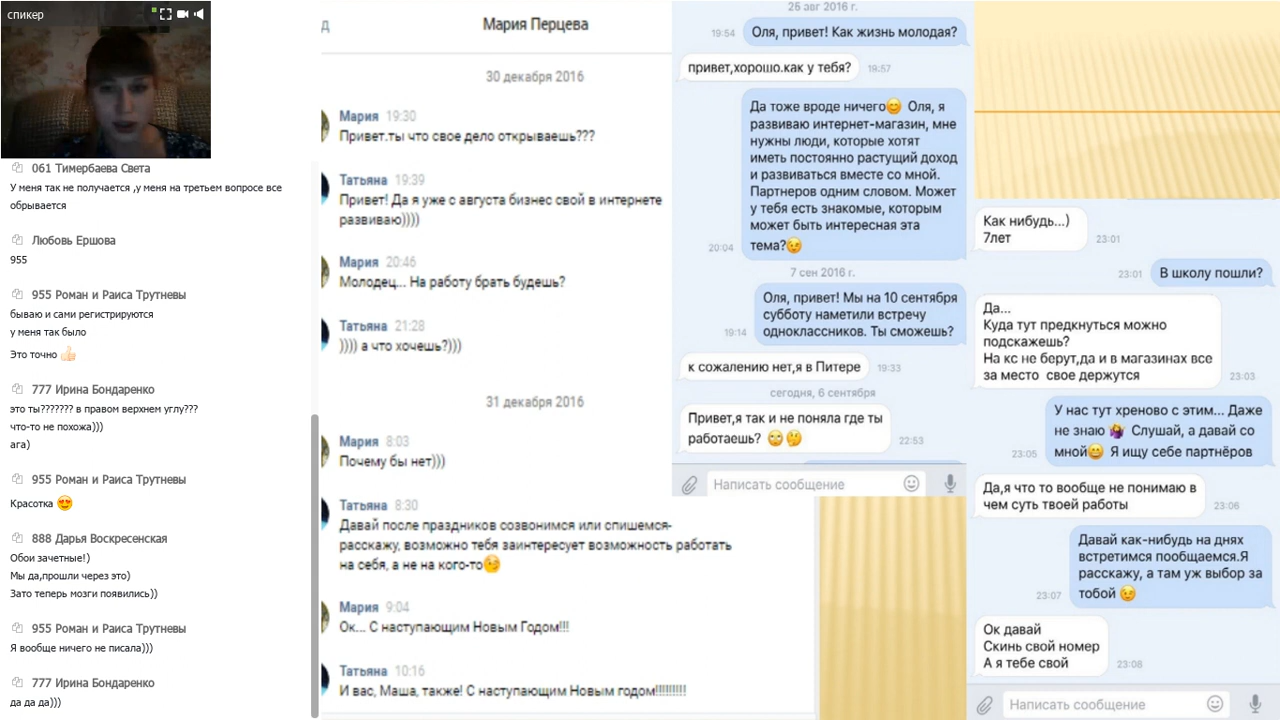 спикер
061 Тимербаева Света
У меня так не получается ,у меня на третьем вопросе все
обрывается
Любовь Ершова
955
955 Роман и Раиса Трутневы
бываю и сами регистрируются
у меня так было
Это точно 👍
777 Ирина Бондаренко
это ты??????? в правом верхнем углу???
что-то не похожа)))
ага)
955 Роман и Раиса Трутневы
Красотка 😍
888 Дарья Воскресенская
Обои зачетные!)
Мы да,прошли через это)
Зато теперь мозги появились))
955 Роман и Раиса Трутневы
Я вообще ничего не писала)))
777 Ирина Бондаренко
да да да)))
д
Мария Перцева
30 декабря 2016
Мария 19:30
Привет.ты что свое дело открываешь???
Татьяна 19:39
Привет! Да я уже с августа бизнес свой в интернете
развиваю))))
Мария 20:46
Молодец... На работу брать будешь?
Татьяна 21:28
)))) а что хочешь?)))
31 декабря 2016
Мария 8:03
Почему бы нет)))
Татьяна 8:30
Давай после праздников созвонимся или спишемся-
расскажу, возможно тебя заинтересует возможность работать
на себя, а не на кого-то🧐
Мария 9:04
Ок... С наступающим Новым Годом!!!
Татьяна 10:16
И вас, Маша, также! С наступающим Новым годом!!!!!!!!!
26 авг 2016 г.
Оля, привет! Как жизнь молодая?
19:54
привет,хорошо.как у тебя?
19:57
Да тоже вроде ничего😊 Оля, я
развиваю интернет-магазин, мне
нужны люди, которые хотят
иметь постоянно растущий доход
и развиваться вместе со мной.
Партнеров одним словом. Может
у тебя есть знакомые, которым
может быть интересная эта
тема?😉
20:04
7 сен 2016 г.
Оля, привет! Мы на 10 сентября
субботу наметили встречу
одноклассников. Ты сможешь?
19:14
к сожалению нет,я в Питере
19:33
сегодня, 6 сентября
Привет,я так и не поняла где ты
работаешь? 🙄🤔
22:53
Написать сообщение
Как нибудь...)
7лет
23:01
В школу пошли?
23:01
Да...
Куда тут предкнуться можно
подскажешь?
На кс не берут,да и в магазинах все
за место свое держутся
23:03
У нас тут хреново с этим... Даже
не знаю 🤷‍♀️ Слушай, а давай со
мной😄 Я ищу себе партнёров
23:05
Да,я что то вообще не понимаю в
чем суть твоей работы
23:06
Давай как-нибудь на днях
встретимся пообщаемся.Я
расскажу, а там уж выбор за
тобой 😉
23:07
Ок давай
Скинь свой номер
А я тебе свой
23:08
Написать сообщение